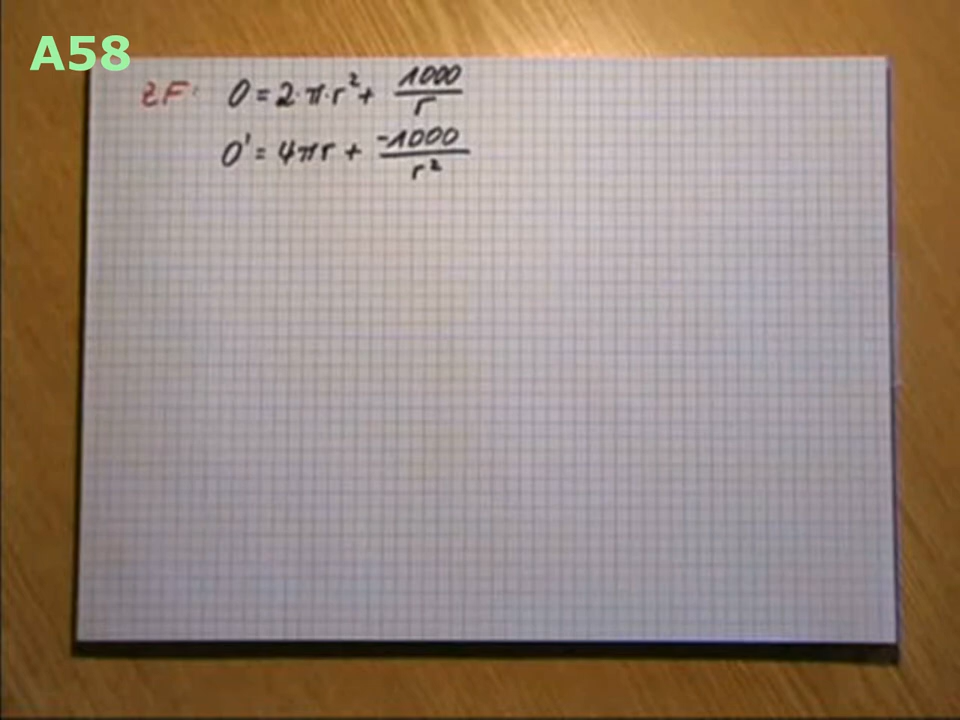 A58
ZF: O = 2·π·r² + 1000/r
O' = 4πr + -1000/r²